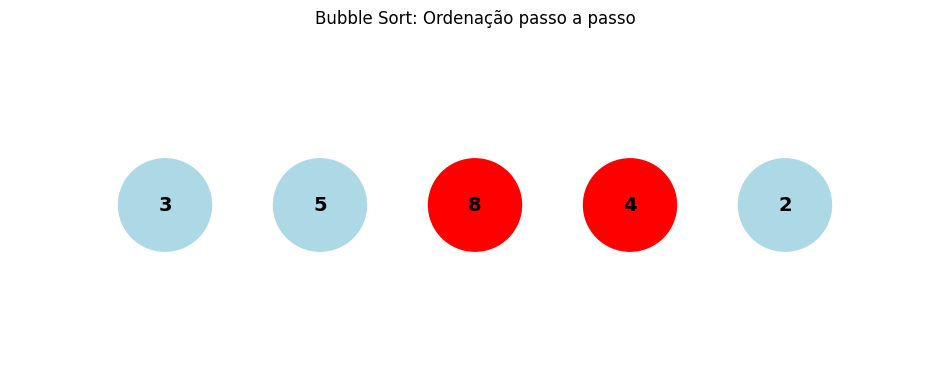 Bubble Sort: Ordenação passo a passo
3 5 8 4 2